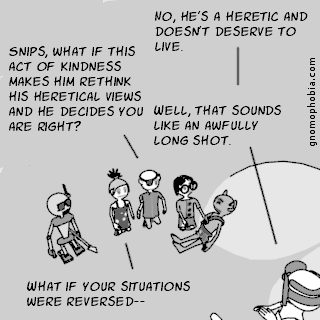 NO, HE'S A HERETIC AND
DOESN'T DESERVE TO
LIVE.
SNIPS, WHAT IF THIS
ACT OF KINDNESS
MAKES HIM RETHINK
HIS HERETICAL VIEWS
AND HE DECIDES YOU
ARE RIGHT?
WELL, THAT SOUNDS
LIKE AN AWFULLY
LONG SHOT.
WHAT IF YOUR SITUATIONS
WERE REVERSED--
gnomophobia.com